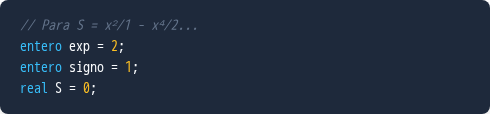 // Para S = x²/1 - x⁴/2...
entero exp = 2;
entero signo = 1;
real S = 0;